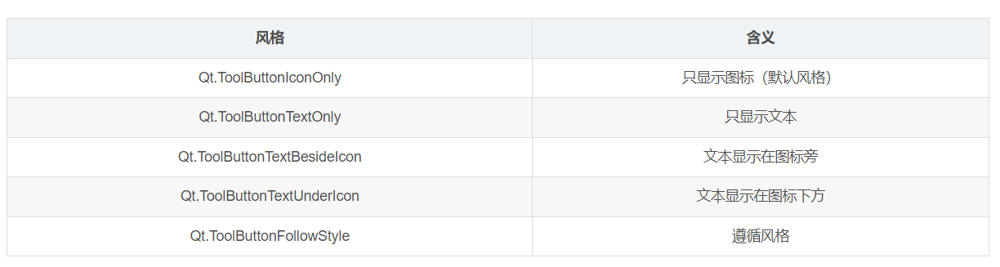 风格 含义
Qt.ToolButtonIconOnly 只显示图标（默认风格）
Qt.ToolButtonTextOnly 只显示文本
Qt.ToolButtonTextBesideIcon 文本显示在图标旁
Qt.ToolButtonTextUnderIcon 文本显示在图标下方
Qt.ToolButtonFollowStyle 遵循风格